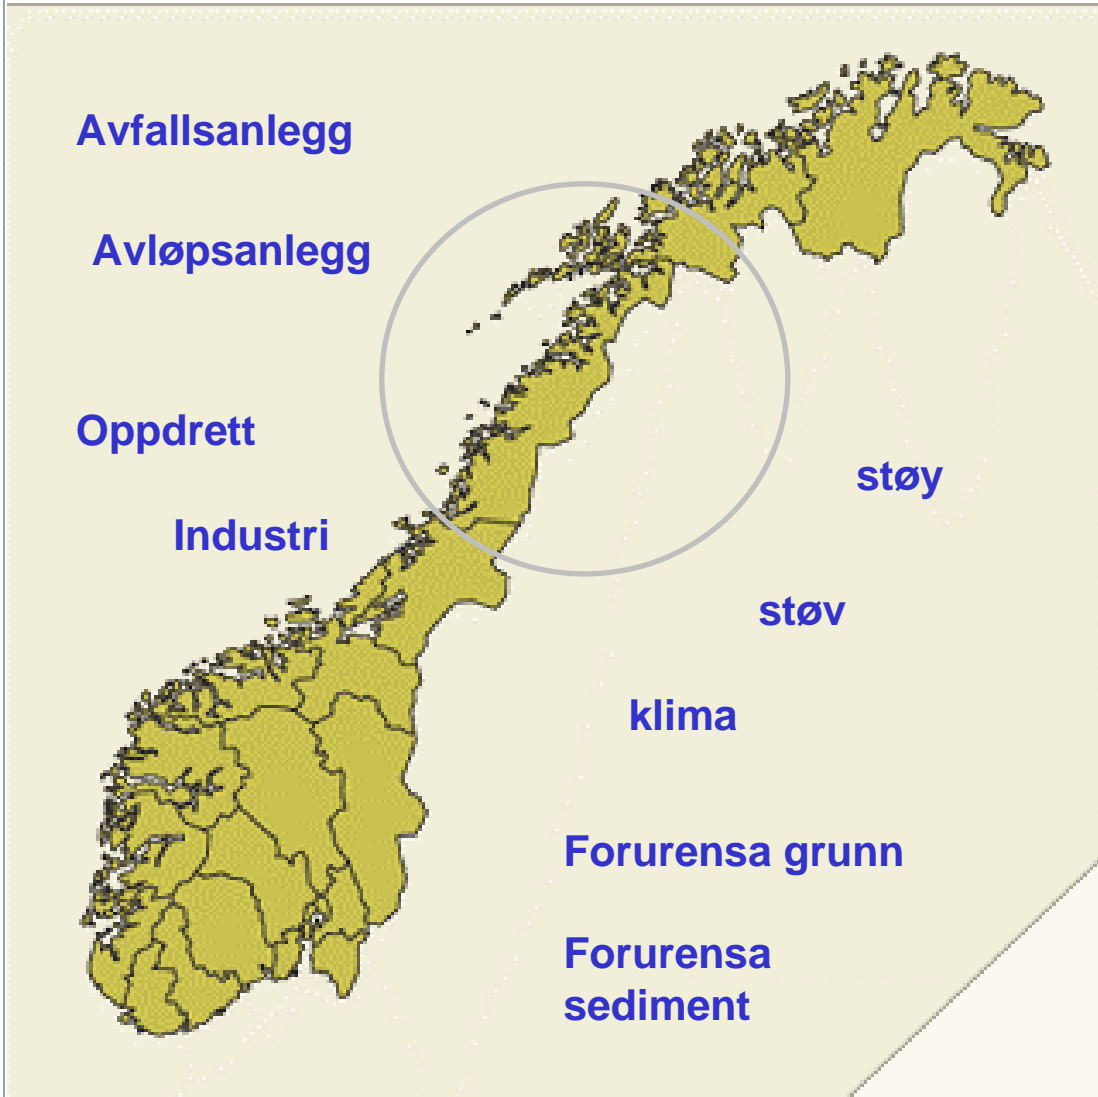 Avfallsanlegg
Avløpsanlegg
Oppdrett
støy
Industri
støv
klima
Forurensa grunn
Forurensa
sediment